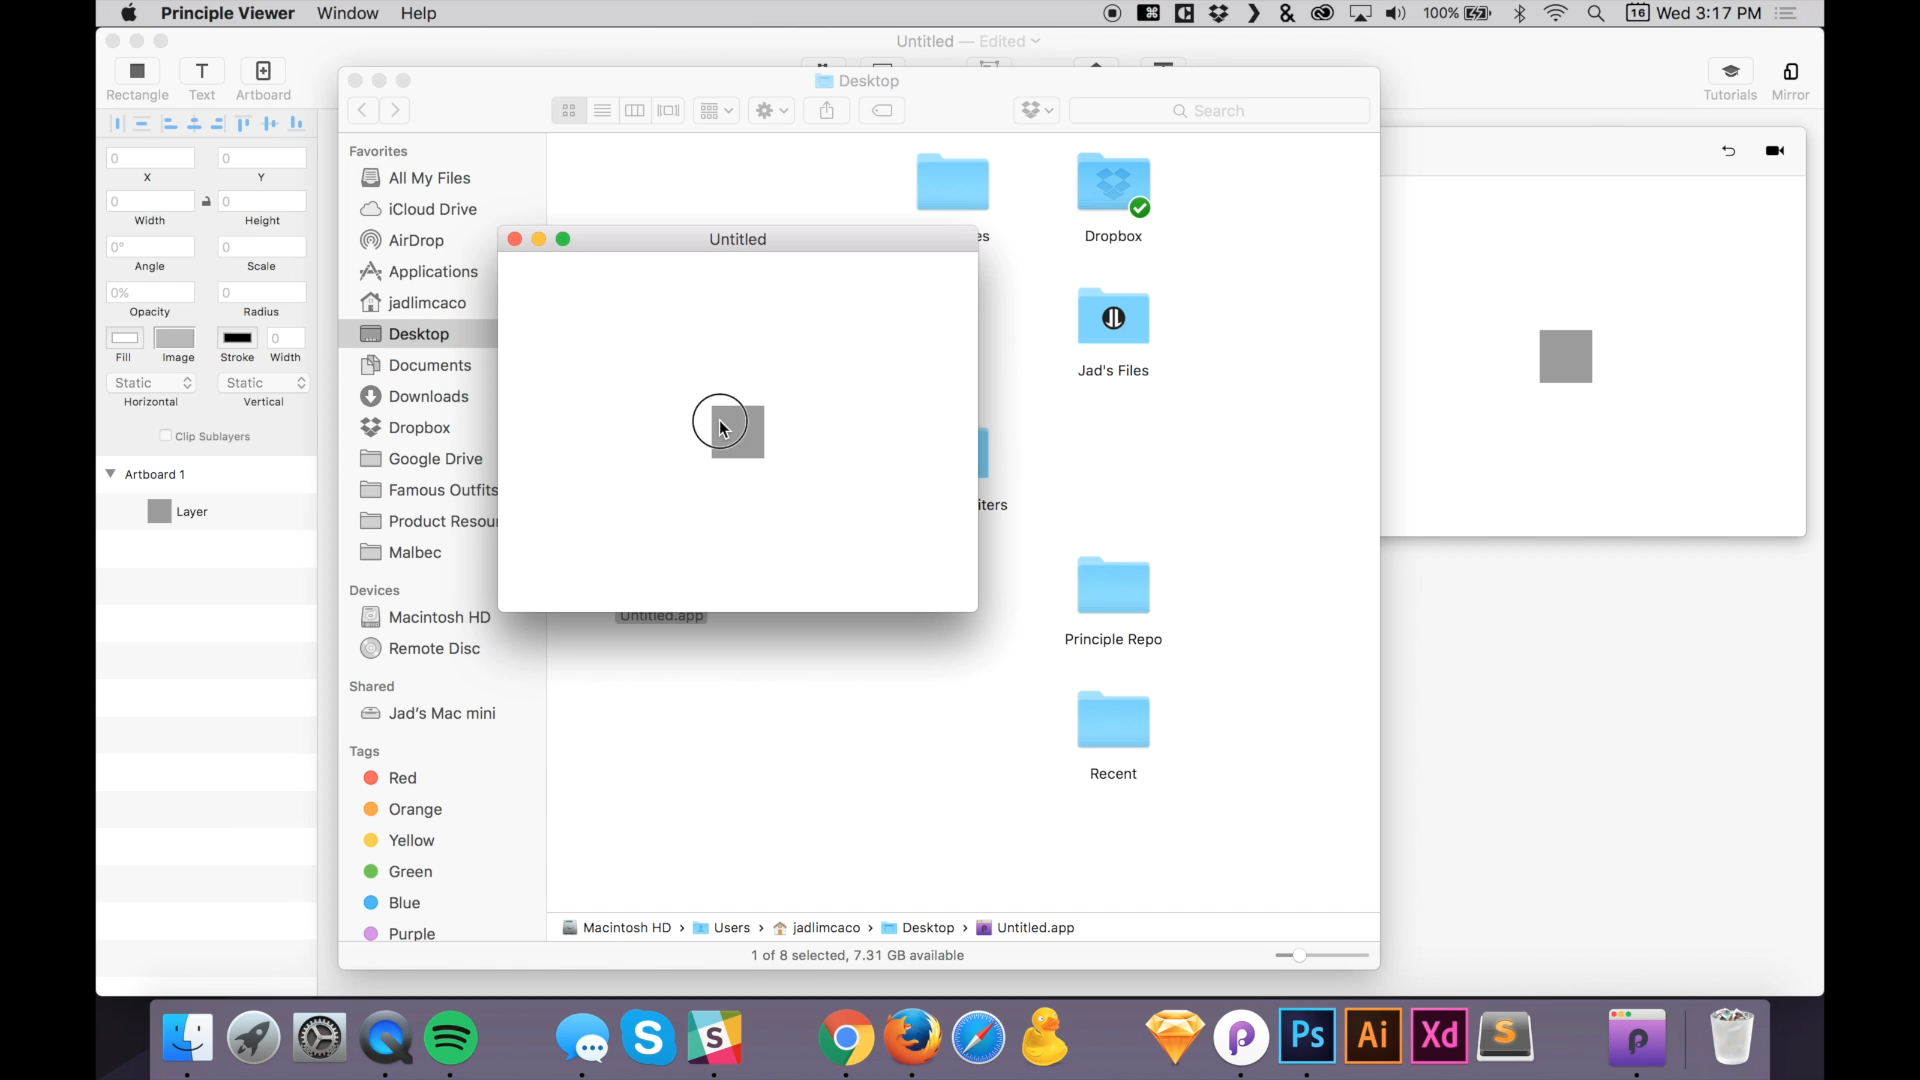 Principle Viewer Window Help 100% 16 Wed 3:17 PM
Untitled — Edited
Rectangle Text Artboard
Tutorials Mirror
Desktop
Search
0 0
X Y
0 0
Width Height
0° 0
Angle Scale
0% 0
Opacity Radius
0
Fill Image Stroke Width
Static Static
Horizontal Vertical
Clip Sublayers
Artboard 1
Layer
Favorites
All My Files
iCloud Drive
AirDrop
Applications
jadlimcaco
Desktop
Documents
Downloads
Dropbox
Google Drive
Famous Outfits
Product Resou
Malbec
Devices
Macintosh HD
Remote Disc
Shared
Jad's Mac mini
Tags
Red
Orange
Yellow
Green
Blue
Purple
Untitled
es
Dropbox
Jad's Files
iters
Untitled.app
Principle Repo
Recent
Macintosh HD › Users › jadlimcaco › Desktop › Untitled.app
1 of 8 selected, 7.31 GB available
S S Ps Ai Xd S